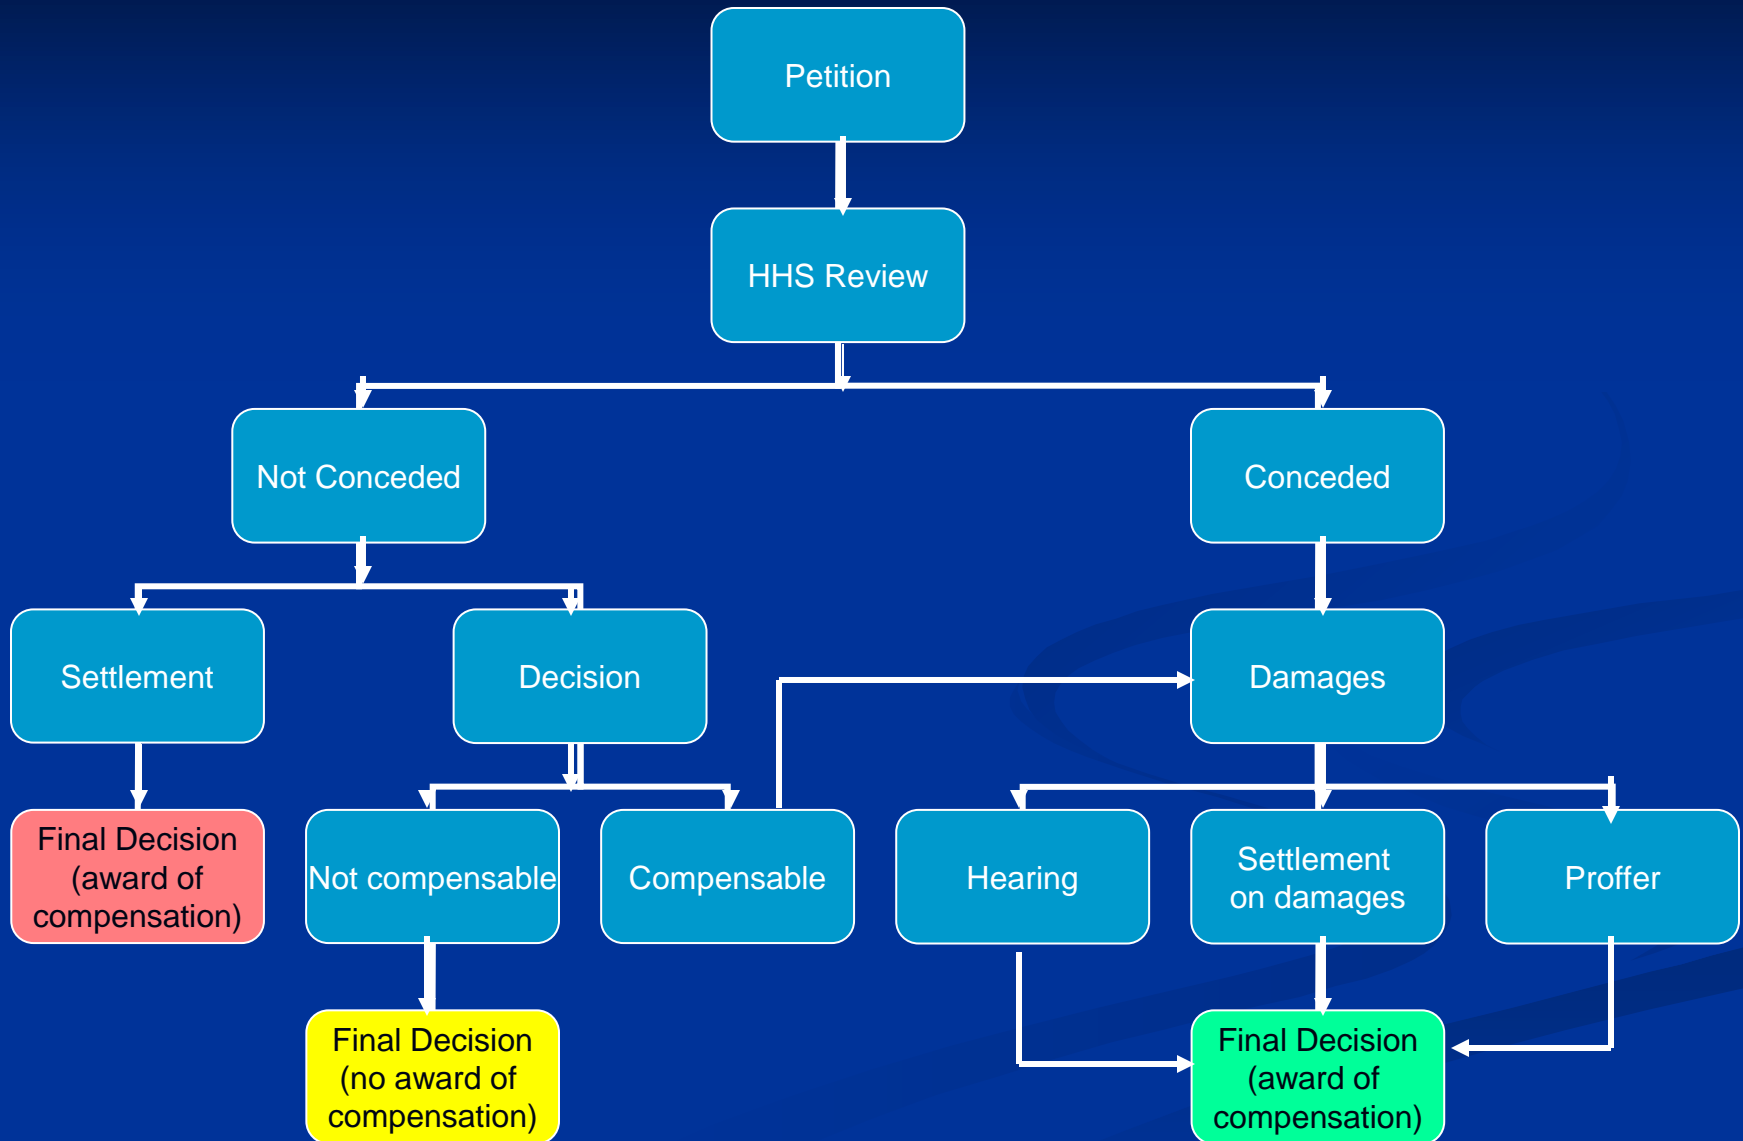 Petition
HHS Review
Not Conceded
Conceded
Settlement
Decision
Damages
Final Decision
(award of
compensation)
Not compensable
Compensable
Hearing
Settlement
on damages
Proffer
Final Decision
(no award of
compensation)
Final Decision
(award of
compensation)